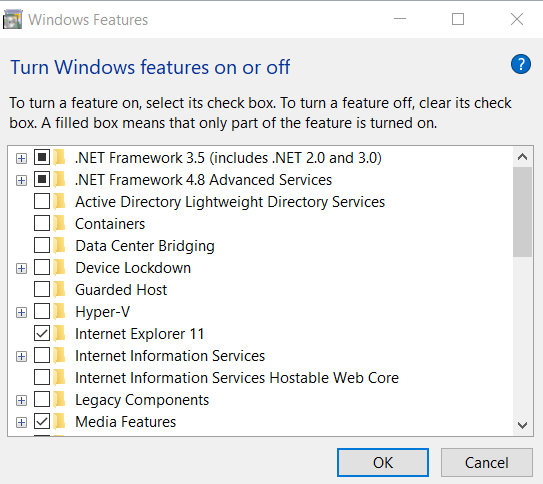 Windows Features
Turn Windows features on or off
?
To turn a feature on, select its check box. To turn a feature off, clear its check
box. A filled box means that only part of the feature is turned on.
.NET Framework 3.5 (includes .NET 2.0 and 3.0)
.NET Framework 4.8 Advanced Services
Active Directory Lightweight Directory Services
Containers
Data Center Bridging
Device Lockdown
Guarded Host
Hyper-V
Internet Explorer 11
Internet Information Services
Internet Information Services Hostable Web Core
Legacy Components
Media Features
OK Cancel